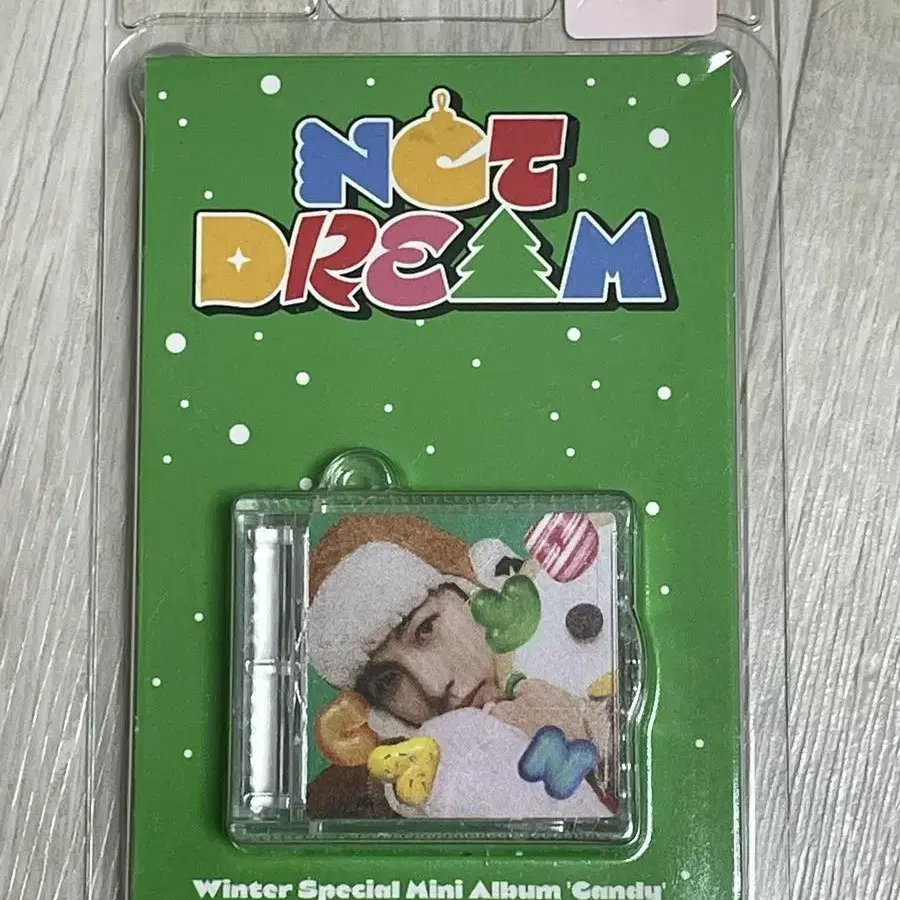 NCT
DREAM
Winter Special Mini Album 'Candy'